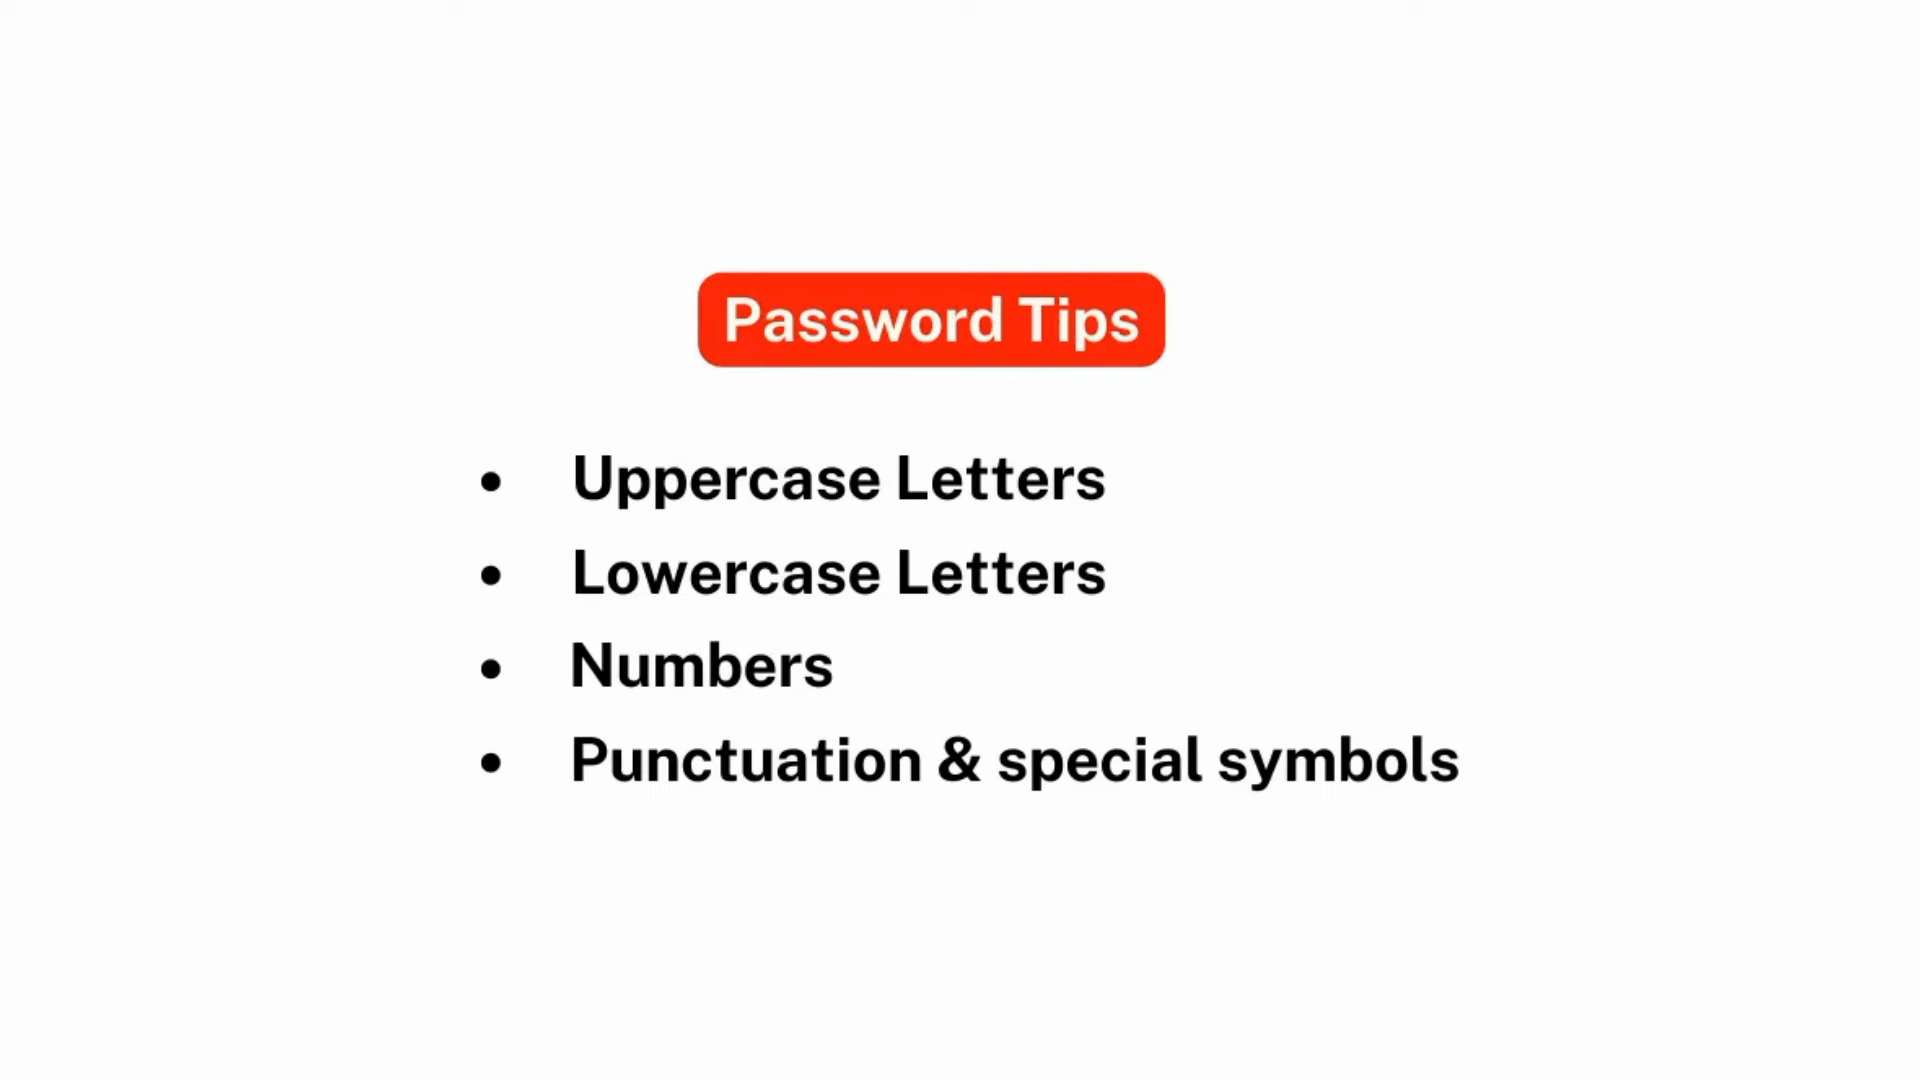 Password Tips
• Uppercase Letters
• Lowercase Letters
• Numbers
• Punctuation & special symbols